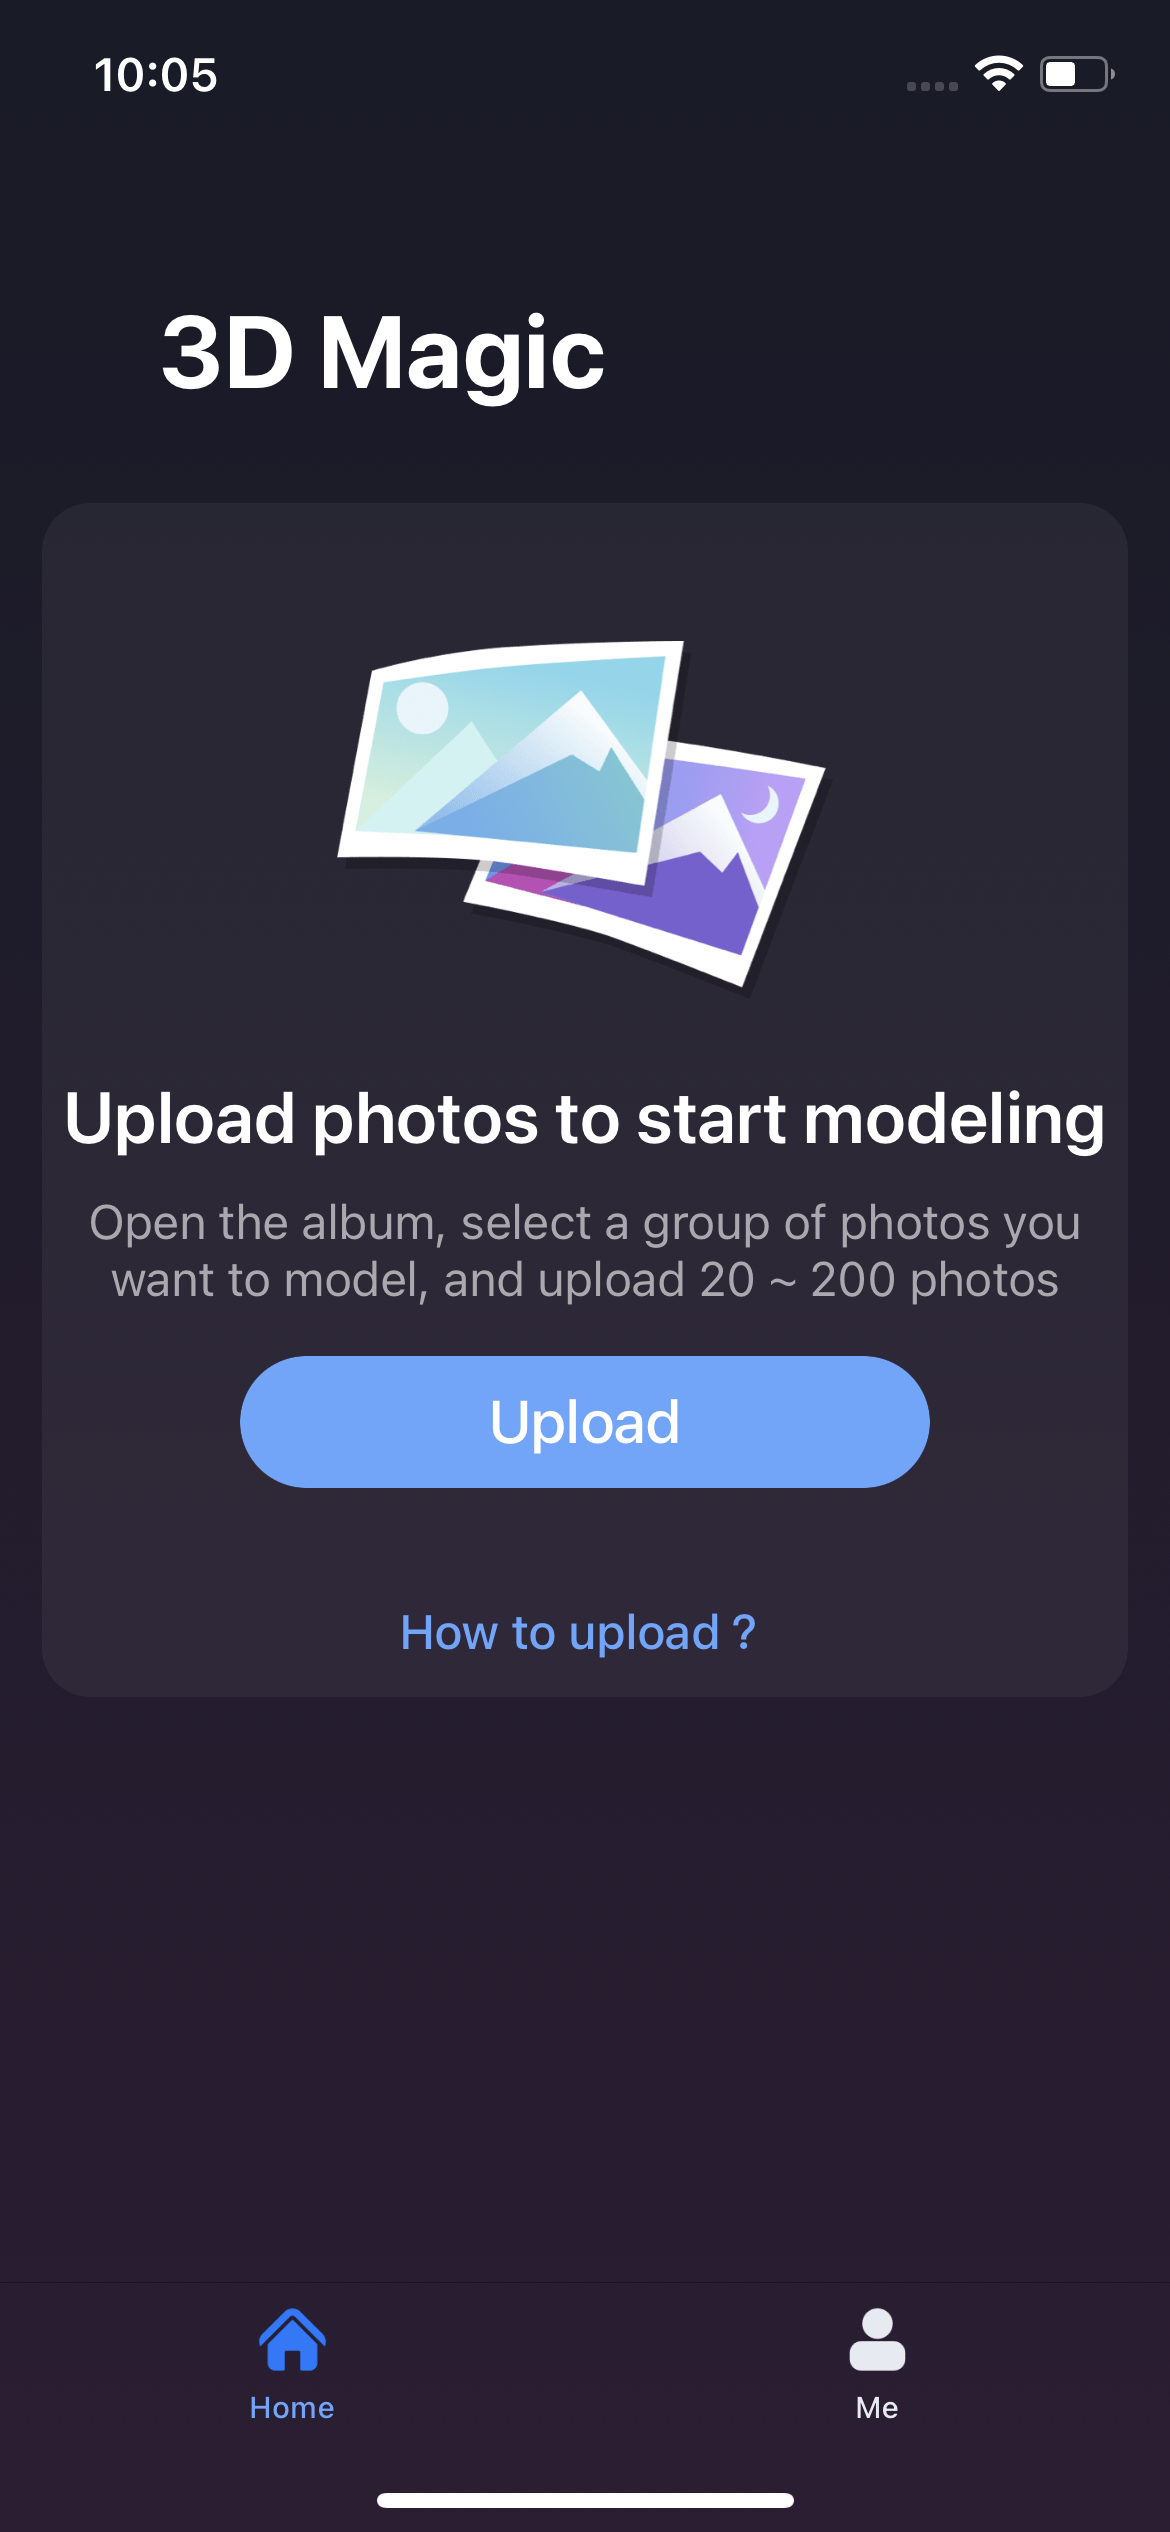 10:05
3D Magic
Upload photos to start modeling
Open the album, select a group of photos you
want to model, and upload 20 ~ 200 photos
Upload
How to upload ?
Home
Me